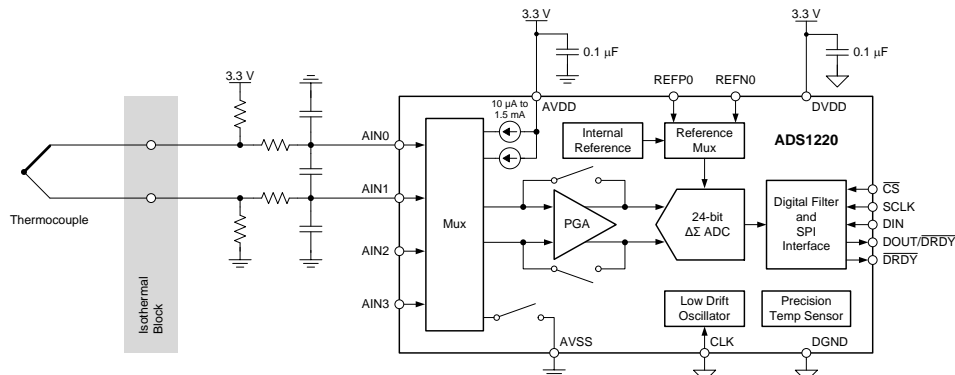 3.3 V
3.3 V
0.1 µF
0.1 µF
3.3 V
REFP0
REFN0
AVDD
DVDD
10 µA to
1.5 mA
Internal
Reference
Reference
Mux
ADS1220
AIN0
AIN1
AIN2
AIN3
Mux
PGA
24-bit
ΔΣ ADC
Digital Filter
and
SPI
Interface
CS
SCLK
DIN
DOUT/DRDY
DRDY
Thermocouple
Isothermal
Block
Low Drift
Oscillator
Precision
Temp Sensor
AVSS
CLK
DGND